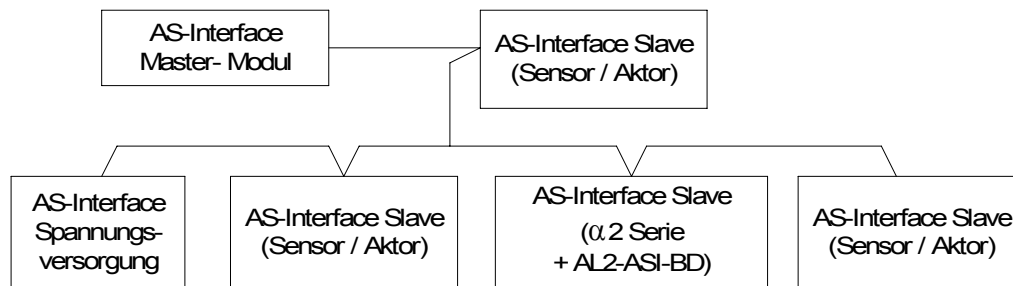 AS-Interface
Master- Modul
AS-Interface Slave
(Sensor / Aktor)
AS-Interface
Spannungs-
versorgung
AS-Interface Slave
(Sensor / Aktor)
AS-Interface Slave
(α2 Serie
+ AL2-ASI-BD)
AS-Interface Slave
(Sensor / Aktor)